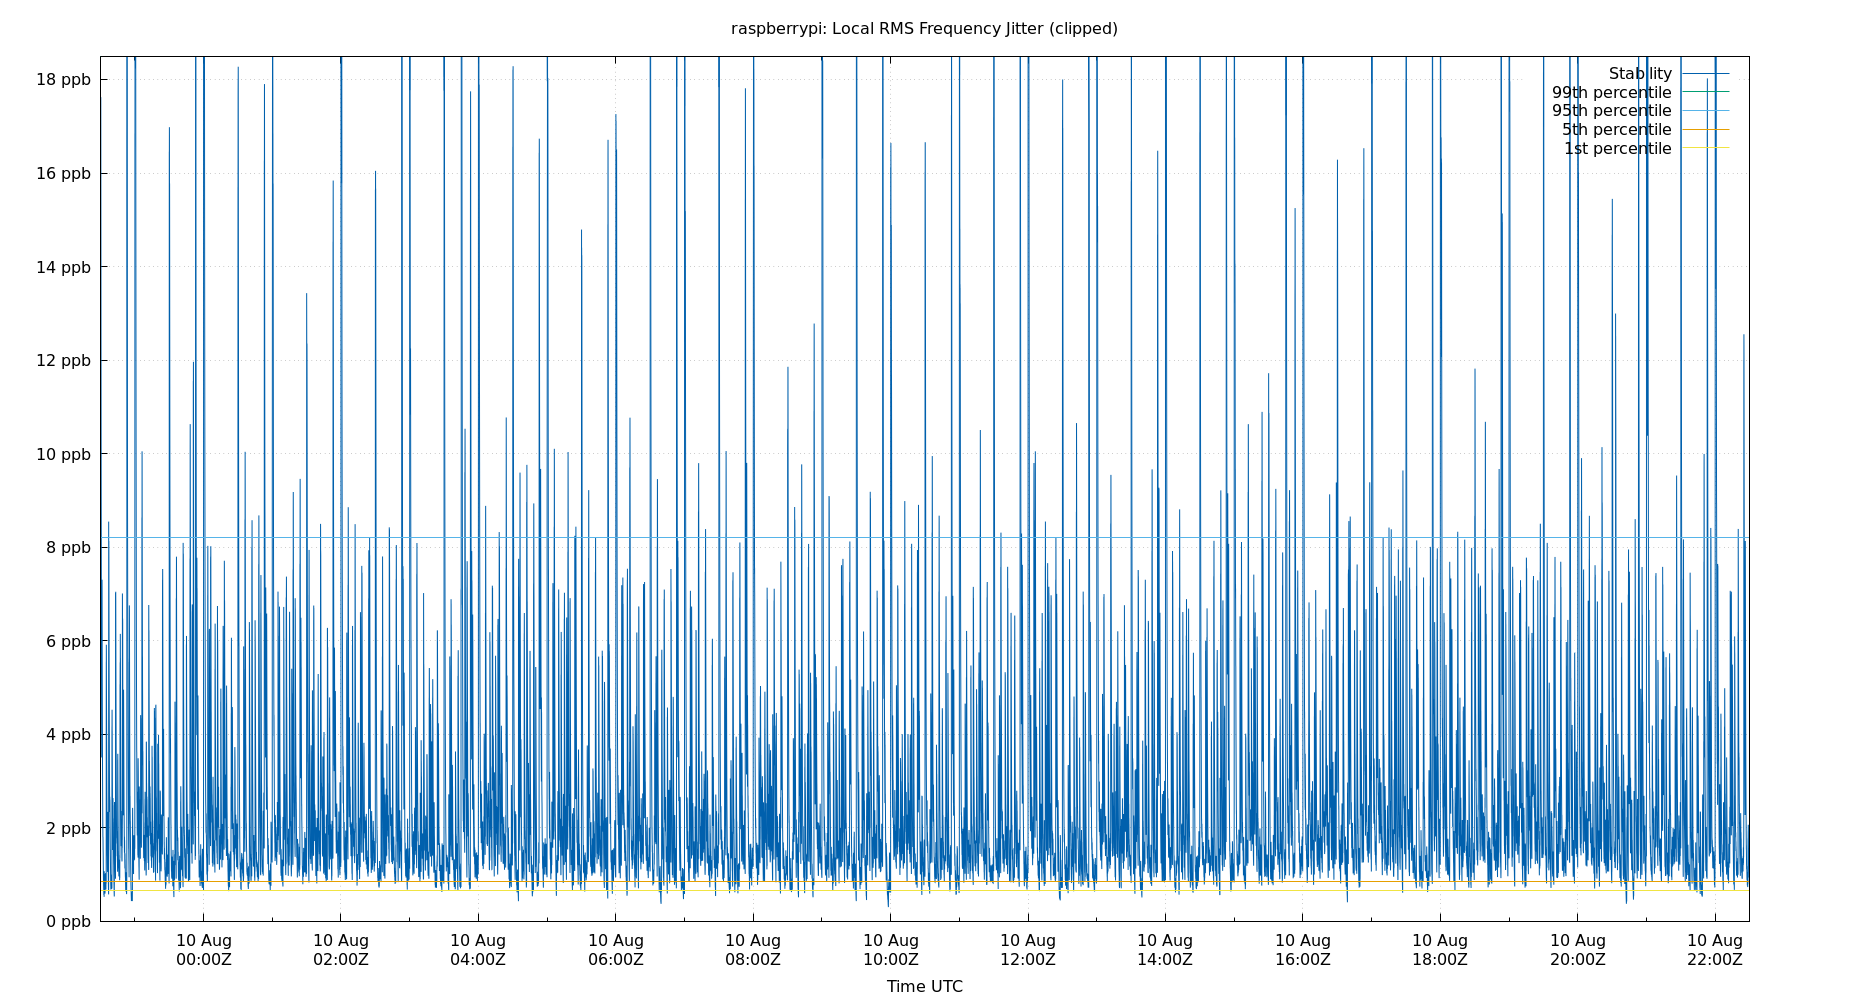 raspberrypi: Local RMS Frequency Jitter (clipped)
18 ppb
16 ppb
14 ppb
12 ppb
10 ppb
8 ppb
6 ppb
4 ppb
2 ppb
0 ppb
Stability
99th percentile
95th percentile
5th percentile
1st percentile
10 Aug 10 Aug 10 Aug 10 Aug 10 Aug 10 Aug 10 Aug 10 Aug 10 Aug 10 Aug 10 Aug 10 Aug
00:00Z 02:00Z 04:00Z 06:00Z 08:00Z 10:00Z 12:00Z 14:00Z 16:00Z 18:00Z 20:00Z 22:00Z
Time UTC